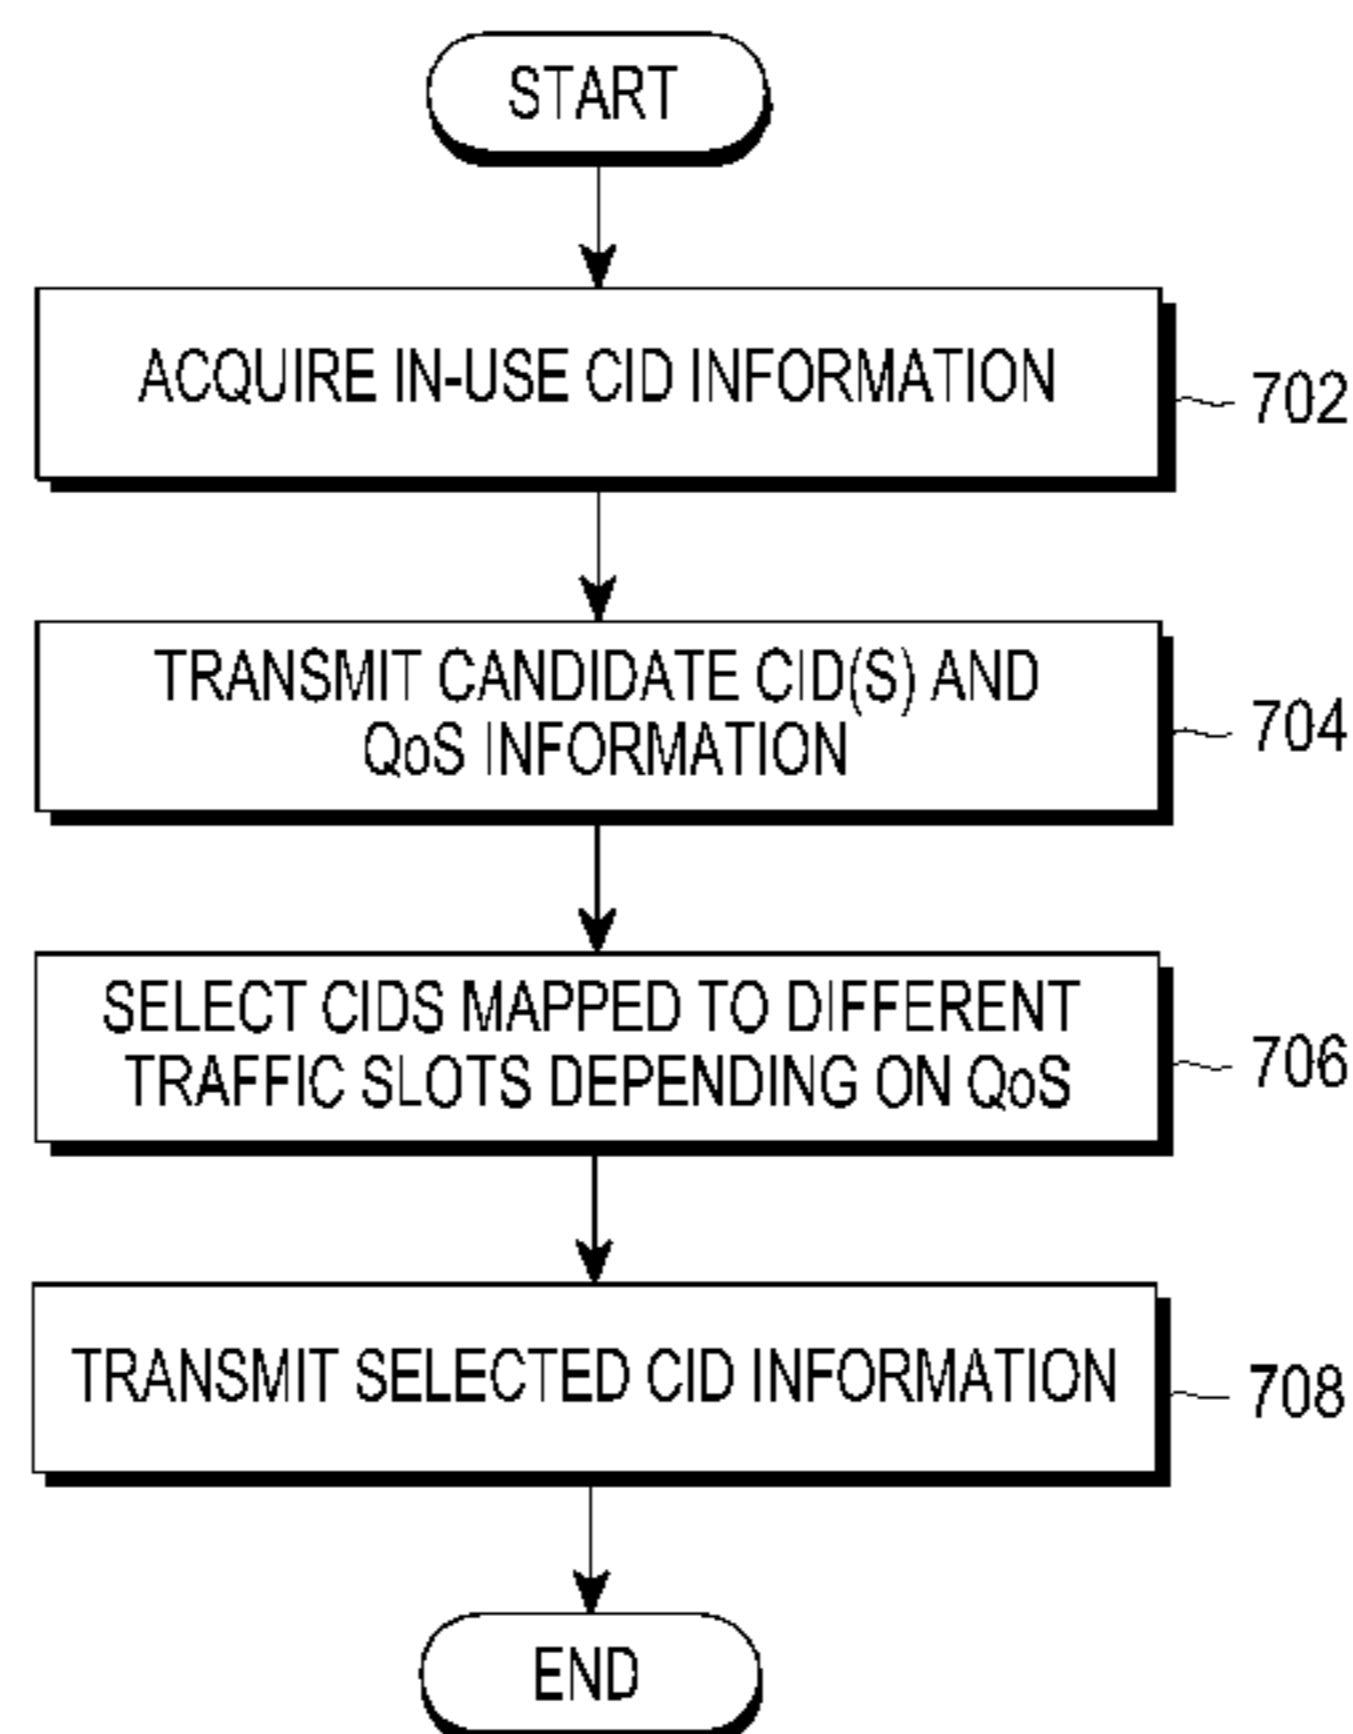 START
ACQUIRE IN-USE CID INFORMATION
702
TRANSMIT CANDIDATE CID(S) AND
QoS INFORMATION
704
SELECT CIDS MAPPED TO DIFFERENT
TRAFFIC SLOTS DEPENDING ON QoS
706
TRANSMIT SELECTED CID INFORMATION
708
END